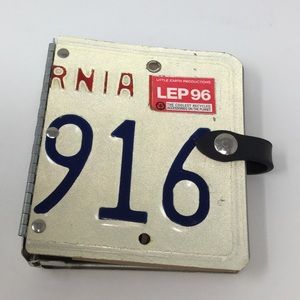 RNIA
LITTLE EARTH PRODUCTIONS
LEP 96
THE COOLEST RECYCLED
ACCESSORIES ON THE PLANET
916